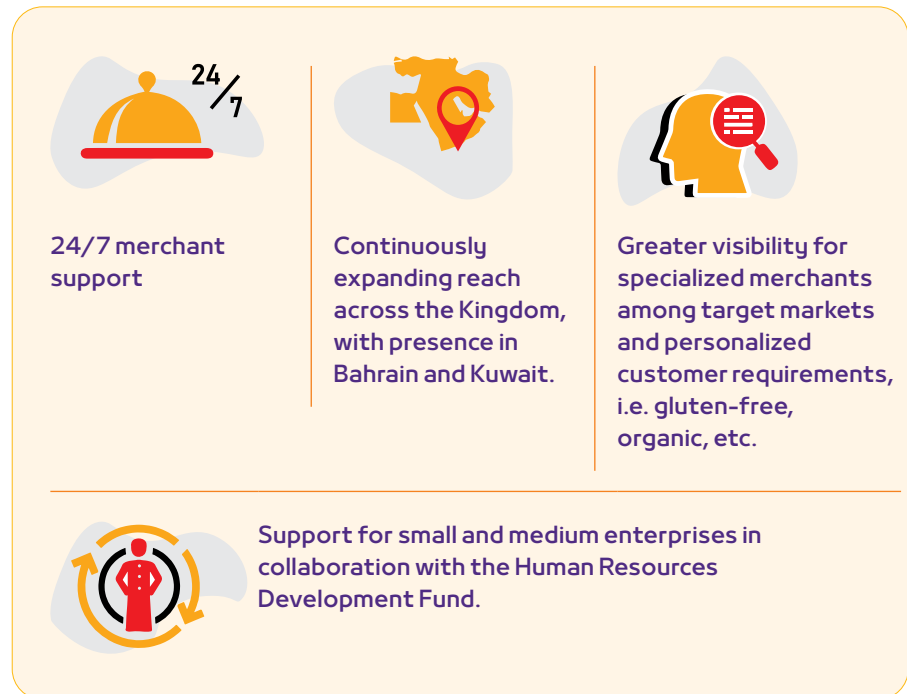 24/7
24/7 merchant
support
Continuously
expanding reach
across the Kingdom,
with presence in
Bahrain and Kuwait.
Greater visibility for
specialized merchants
among target markets
and personalized
customer requirements,
i.e. gluten-free,
organic, etc.
Support for small and medium enterprises in
collaboration with the Human Resources
Development Fund.